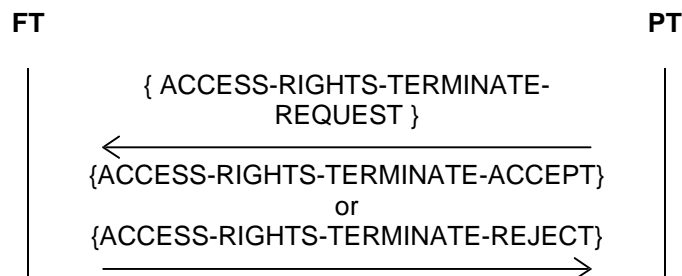 FT PT
{ ACCESS-RIGHTS-TERMINATE-
REQUEST }
{ACCESS-RIGHTS-TERMINATE-ACCEPT}
or
{ACCESS-RIGHTS-TERMINATE-REJECT}